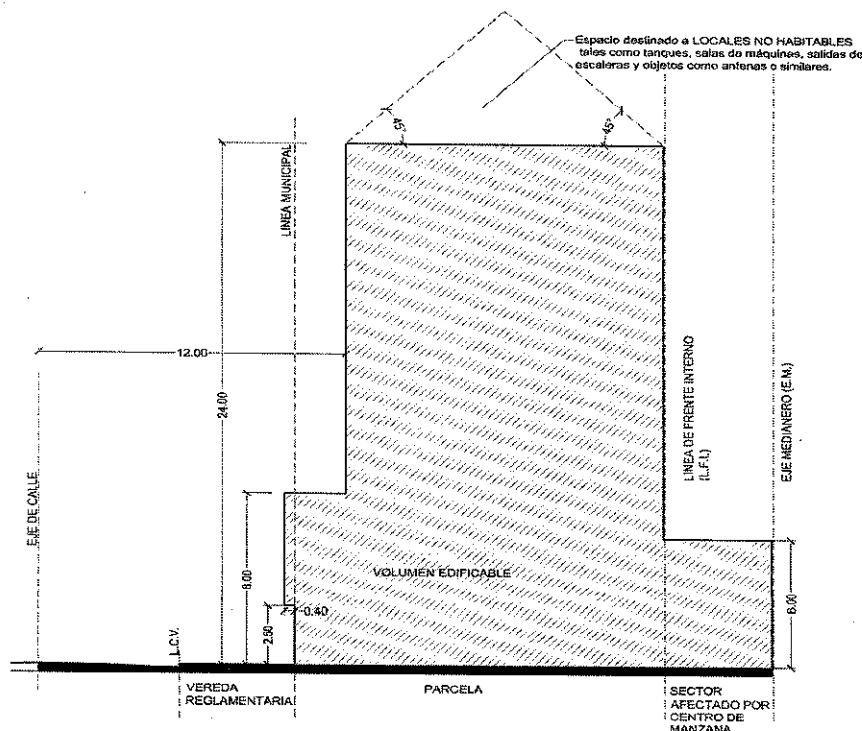 Espacio destinado a LOCALES NO HABITABLES
tales como tanques, salas de máquinas, salidas de
escaleras y objetos como antenas o similares.
45°
45°
LINEA MUNICIPAL
12.00
24.00
LINEA DE FRENTE INTERNO
(L.F.I.)
EJE MEDIANERO (E.M.)
EJE DE CALLE
8.00
VOLUMEN EDIFICABLE
6.00
0.40
2.60
L.C.V.
VEREDA
REGLAMENTARIA
PARCELA
SECTOR
AFECTADO POR
CENTRO DE
MANZANA